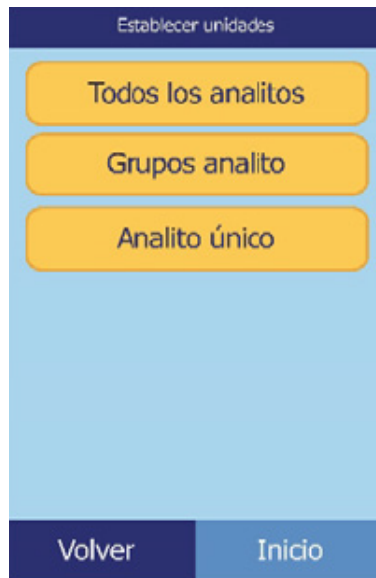 Establecer unidades
Todos los analitos
Grupos analito
Analito único
Volver
Inicio